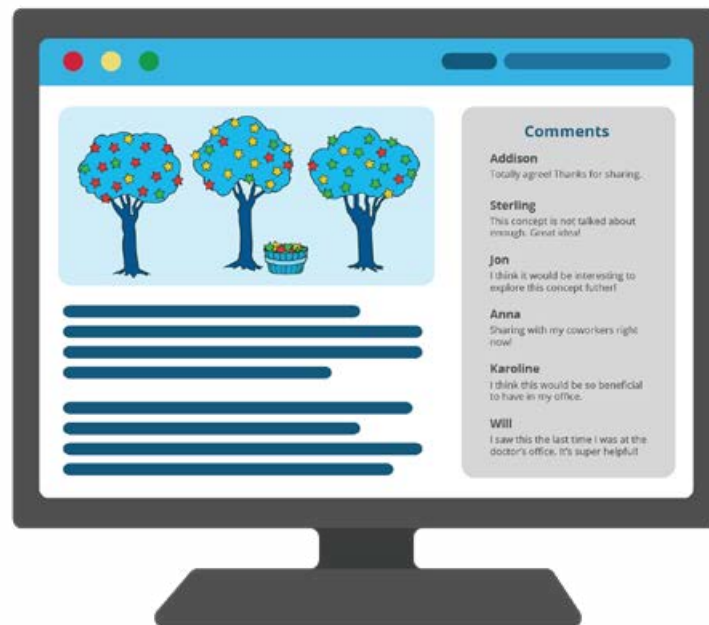 Comments
Addison
Totally agree! Thanks for sharing.
Sterling
This concept is not talked about
enough. Great idea!
Jon
I think it would be interesting to
explore this concept futher!
Anna
Sharing with my coworkers right
now!
Karoline
I think this would be so beneficial
to have in my office.
Will
I saw this the last time I was at the
doctor's office. It's super helpful!